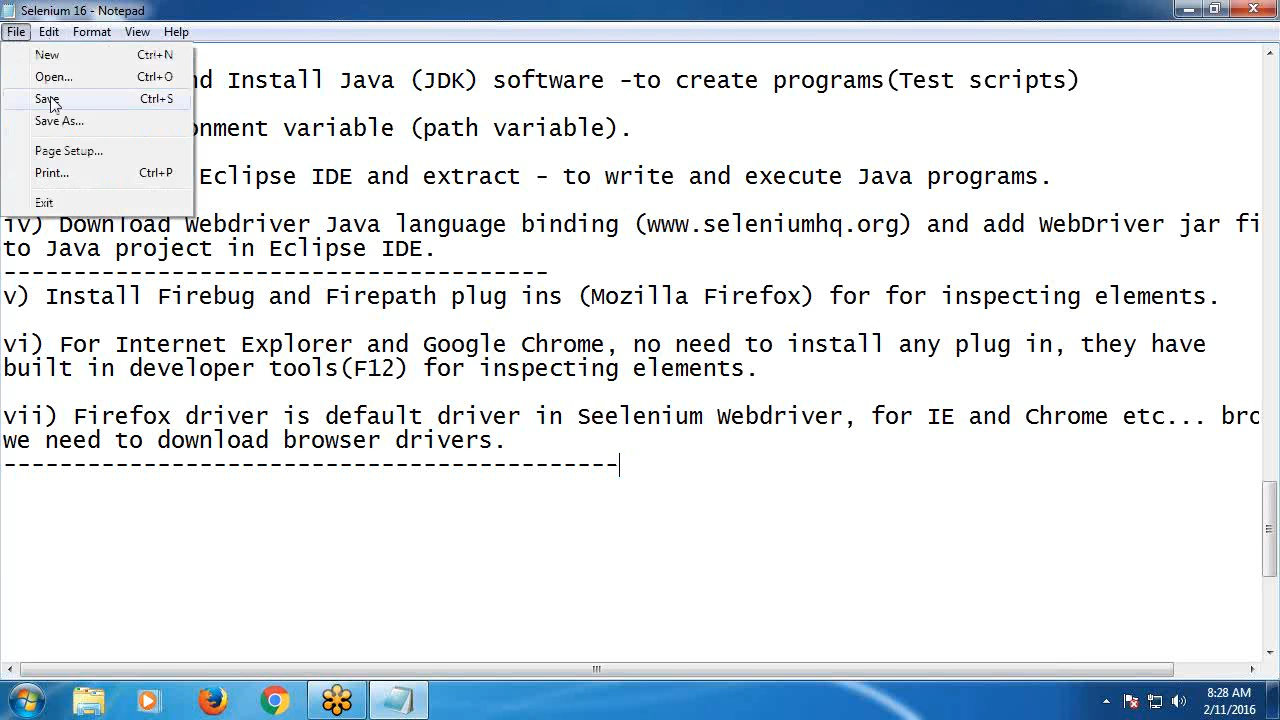 Selenium 16 - Notepad
File Edit Format View Help
New Ctrl+N
Open... Ctrl+O
Save Ctrl+S
Save As...
Page Setup...
Print... Ctrl+P
Exit
nd Install Java (JDK) software -to create programs(Test scripts)
onment variable (path variable).
Eclipse IDE and extract - to write and execute Java programs.
iv) Download Webdriver Java language binding (www.seleniumhq.org) and add WebDriver jar fi
to Java project in Eclipse IDE.
---------------------------------------
v) Install Firebug and Firepath plug ins (Mozilla Firefox) for for inspecting elements.
vi) For Internet Explorer and Google Chrome, no need to install any plug in, they have
built in developer tools(F12) for inspecting elements.
vii) Firefox driver is default driver in Seelenium Webdriver, for IE and Chrome etc... bro
we need to download browser drivers.
--------------------------------------------
8:28 AM
2/11/2016